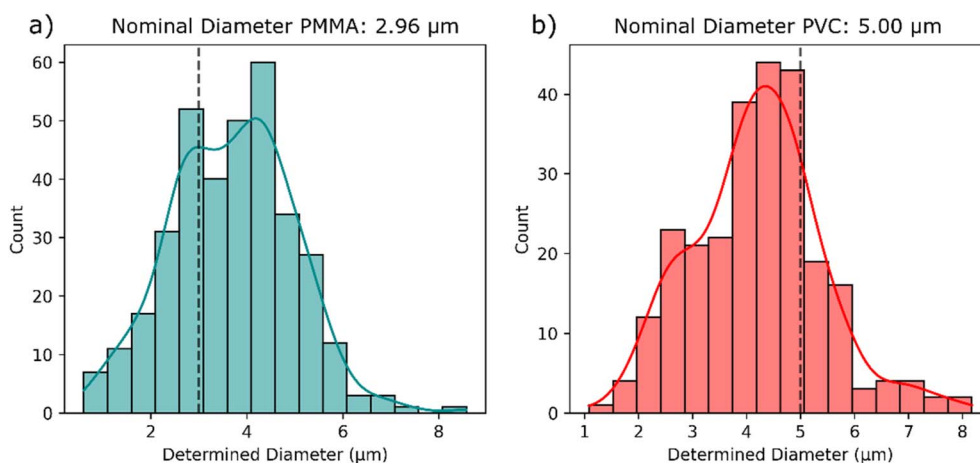 a) Nominal Diameter PMMA: 2.96 μm
60
50
40
30
20
10
0
Count
2 4 6 8
Determined Diameter (μm)
b) Nominal Diameter PVC: 5.00 μm
40
30
20
10
0
Count
1 2 3 4 5 6 7 8
Determined Diameter (μm)